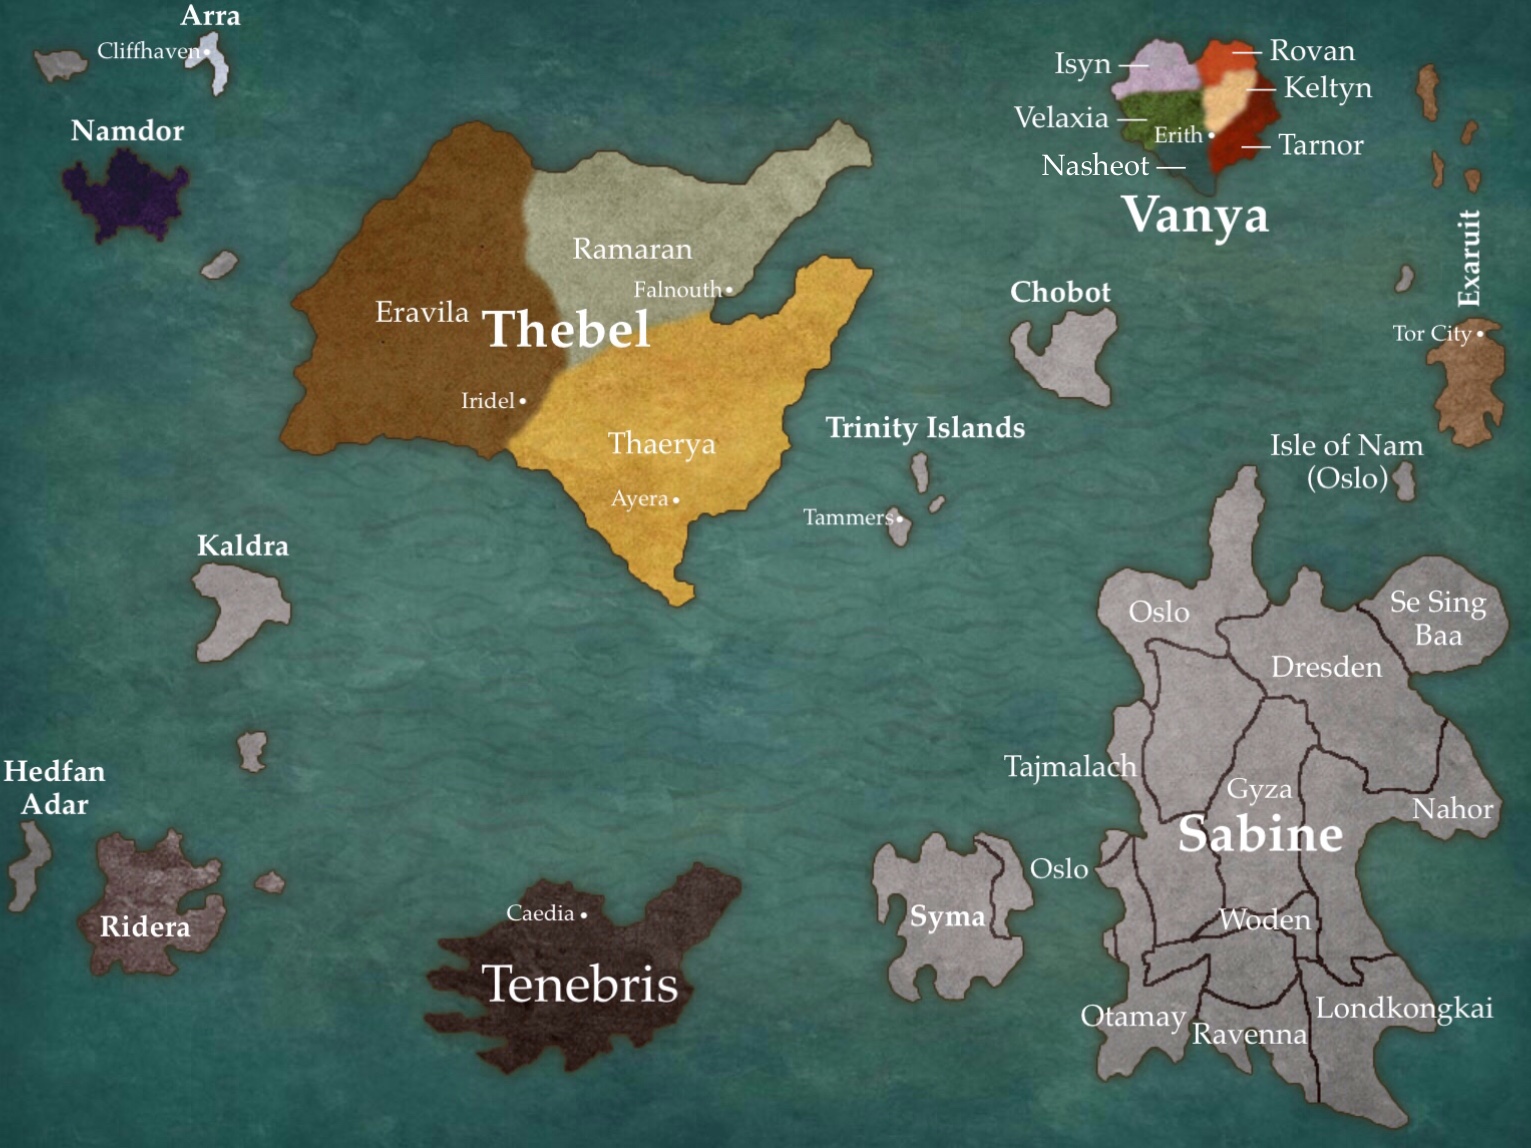 Arra
Cliffhaven
Namdor
Isyn
Rovan
Keltyn
Velaxia
Erith
Tarnor
Nasheot
Vanya
Exaruit
Tor City
Ramaran
Falnouth
Eravila
Thebel
Iridel
Thaerya
Ayera
Chobot
Trinity Islands
Tammers
Isle of Nam
(Oslo)
Kaldra
Oslo
Se Sing
Baa
Dresden
Tajmalach
Gyza
Nahor
Sabine
Hedfan
Adar
Ridera
Caedia
Tenebris
Syma
Oslo
Woden
Otamay
Ravenna
Londkongkai